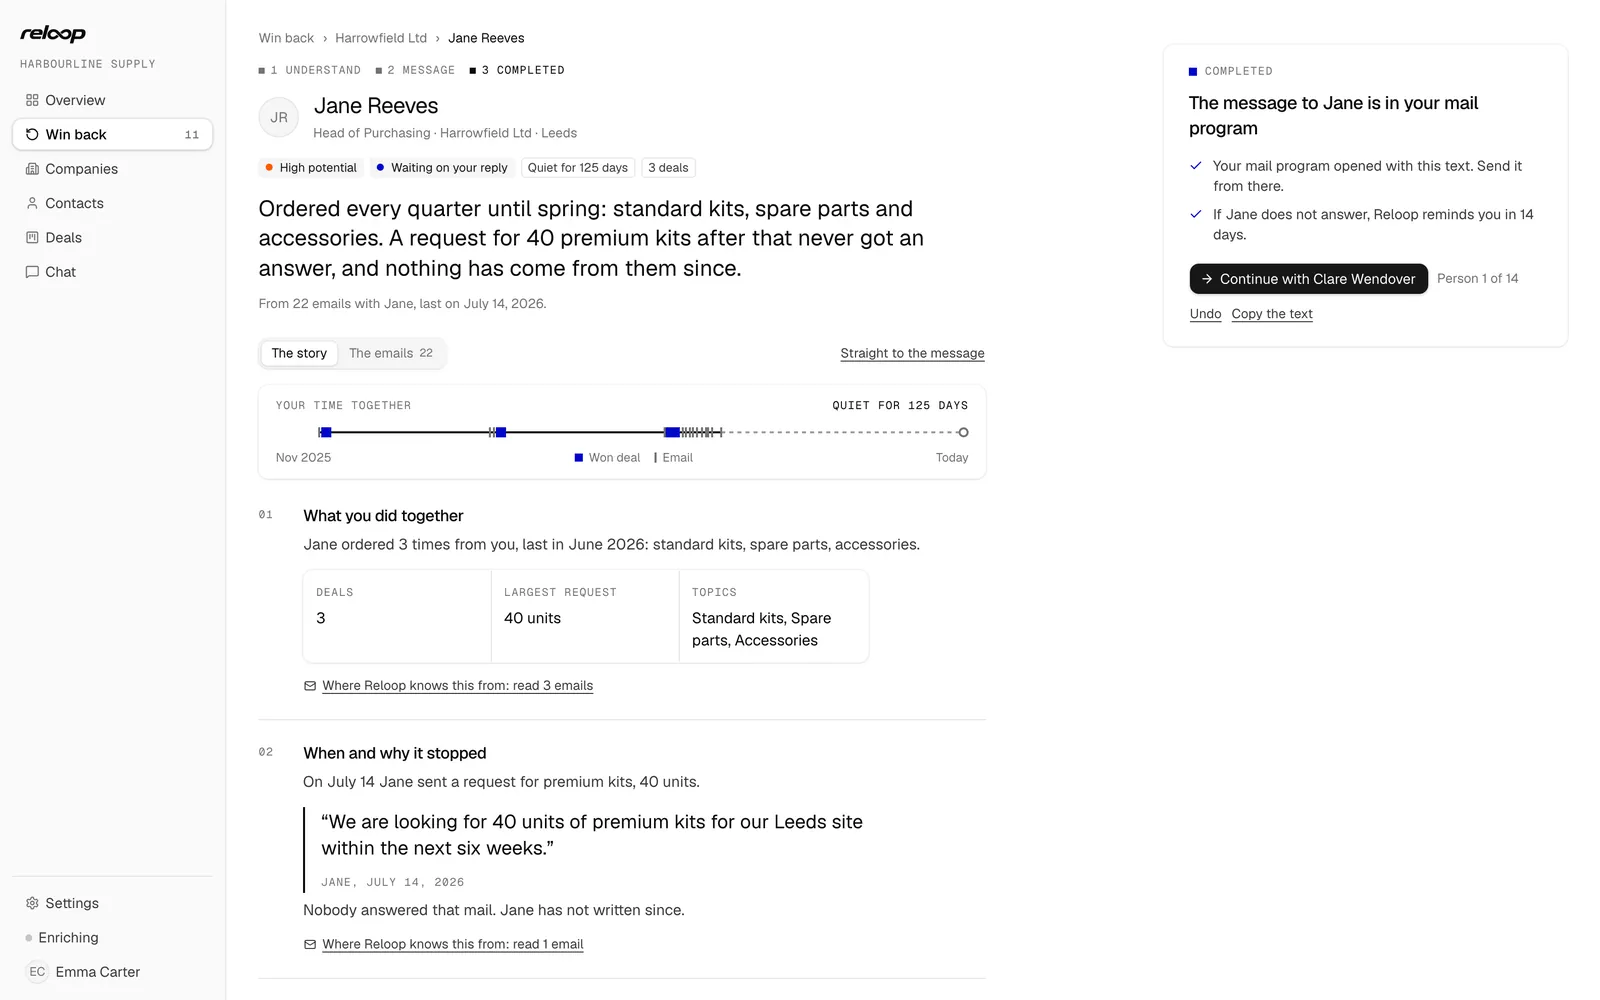 reloop
HARBOURLINE SUPPLY
Overview
Win back 11
Companies
Contacts
Deals
Chat
Settings
Enriching
EC Emma Carter
Win back › Harrowfield Ltd › Jane Reeves
1 UNDERSTAND 2 MESSAGE 3 COMPLETED
JR
Jane Reeves
Head of Purchasing · Harrowfield Ltd · Leeds
High potential Waiting on your reply Quiet for 125 days 3 deals
Ordered every quarter until spring: standard kits, spare parts and
accessories. A request for 40 premium kits after that never got an
answer, and nothing has come from them since.
From 22 emails with Jane, last on July 14, 2026.
The story The emails 22 Straight to the message
YOUR TIME TOGETHER QUIET FOR 125 DAYS
Nov 2025 Won deal Email Today
01 What you did together
Jane ordered 3 times from you, last in June 2026: standard kits, spare parts, accessories.
DEALS
3
LARGEST REQUEST
40 units
TOPICS
Standard kits, Spare
parts, Accessories
Where Reloop knows this from: read 3 emails
02 When and why it stopped
On July 14 Jane sent a request for premium kits, 40 units.
“We are looking for 40 units of premium kits for our Leeds site
within the next six weeks.”
JANE, JULY 14, 2026
Nobody answered that mail. Jane has not written since.
Where Reloop knows this from: read 1 email
COMPLETED
The message to Jane is in your mail
program
Your mail program opened with this text. Send it
from there.
If Jane does not answer, Reloop reminds you in 14
days.
→ Continue with Clare Wendover Person 1 of 14
Undo Copy the text